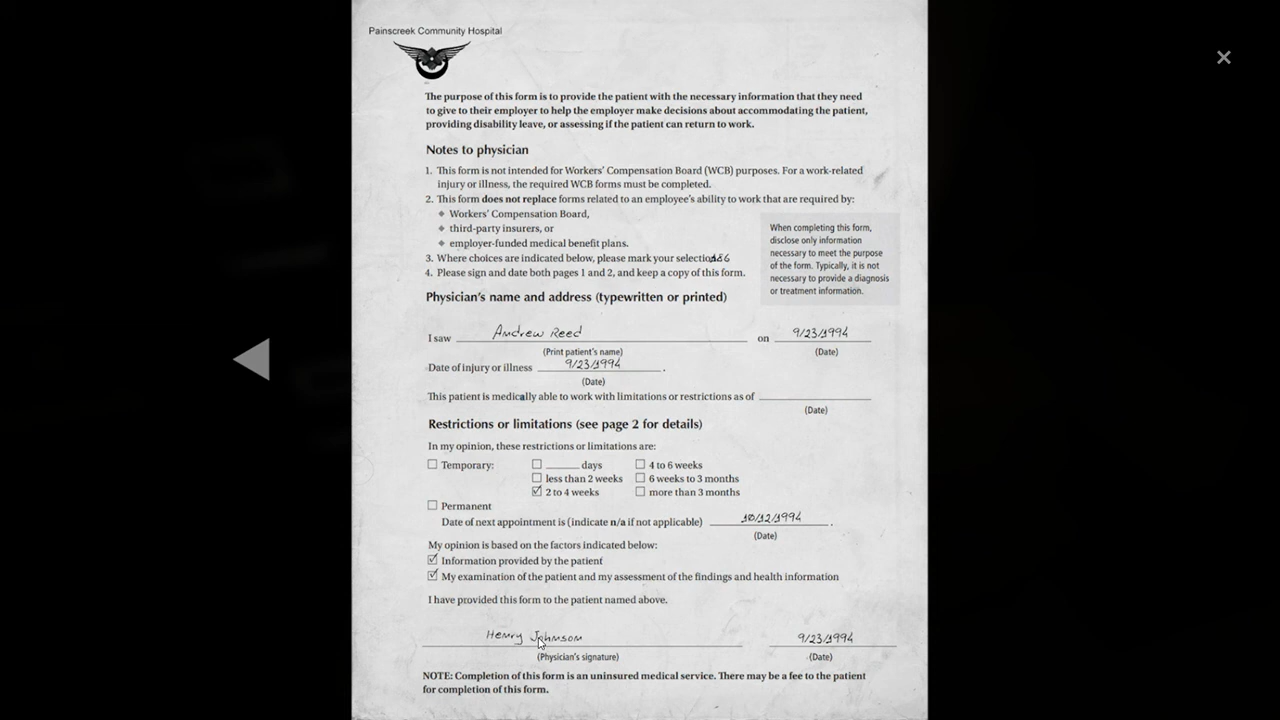 Painscreek Community Hospital
The purpose of this form is to provide the patient with the necessary information that they need
to give to their employer to help the employer make decisions about accommodating the patient,
providing disability leave, or assessing if the patient can return to work.
Notes to physician
1. This form is not intended for Workers' Compensation Board (WCB) purposes. For a work-related
injury or illness, the required WCB forms must be completed.
2. This form does not replace forms related to an employee's ability to work that are required by:
◆ Workers' Compensation Board,
◆ third-party insurers, or
◆ employer-funded medical benefit plans.
3. Where choices are indicated below, please mark your selection
4. Please sign and date both pages 1 and 2, and keep a copy of this form.
When completing this form,
disclose only information
necessary to meet the purpose
of the form. Typically, it is not
necessary to provide a diagnosis
or treatment information.
Physician's name and address (typewritten or printed)
I saw Andrew Reed on 9/23/1994
(Print patient's name) (Date)
Date of injury or illness 9/23/1994 .
(Date)
This patient is medically able to work with limitations or restrictions as of
(Date)
Restrictions or limitations (see page 2 for details)
In my opinion, these restrictions or limitations are:
☐ Temporary: ☐ ______ days ☐ 4 to 6 weeks
☐ less than 2 weeks ☐ 6 weeks to 3 months
☑ 2 to 4 weeks ☐ more than 3 months
☐ Permanent
Date of next appointment is (indicate n/a if not applicable) 10/12/1994 .
(Date)
My opinion is based on the factors indicated below:
☑ Information provided by the patient
☑ My examination of the patient and my assessment of the findings and health information
I have provided this form to the patient named above.
Henry Johnson 9/23/1994
(Physician's signature) (Date)
NOTE: Completion of this form is an uninsured medical service. There may be a fee to the patient
for completion of this form.